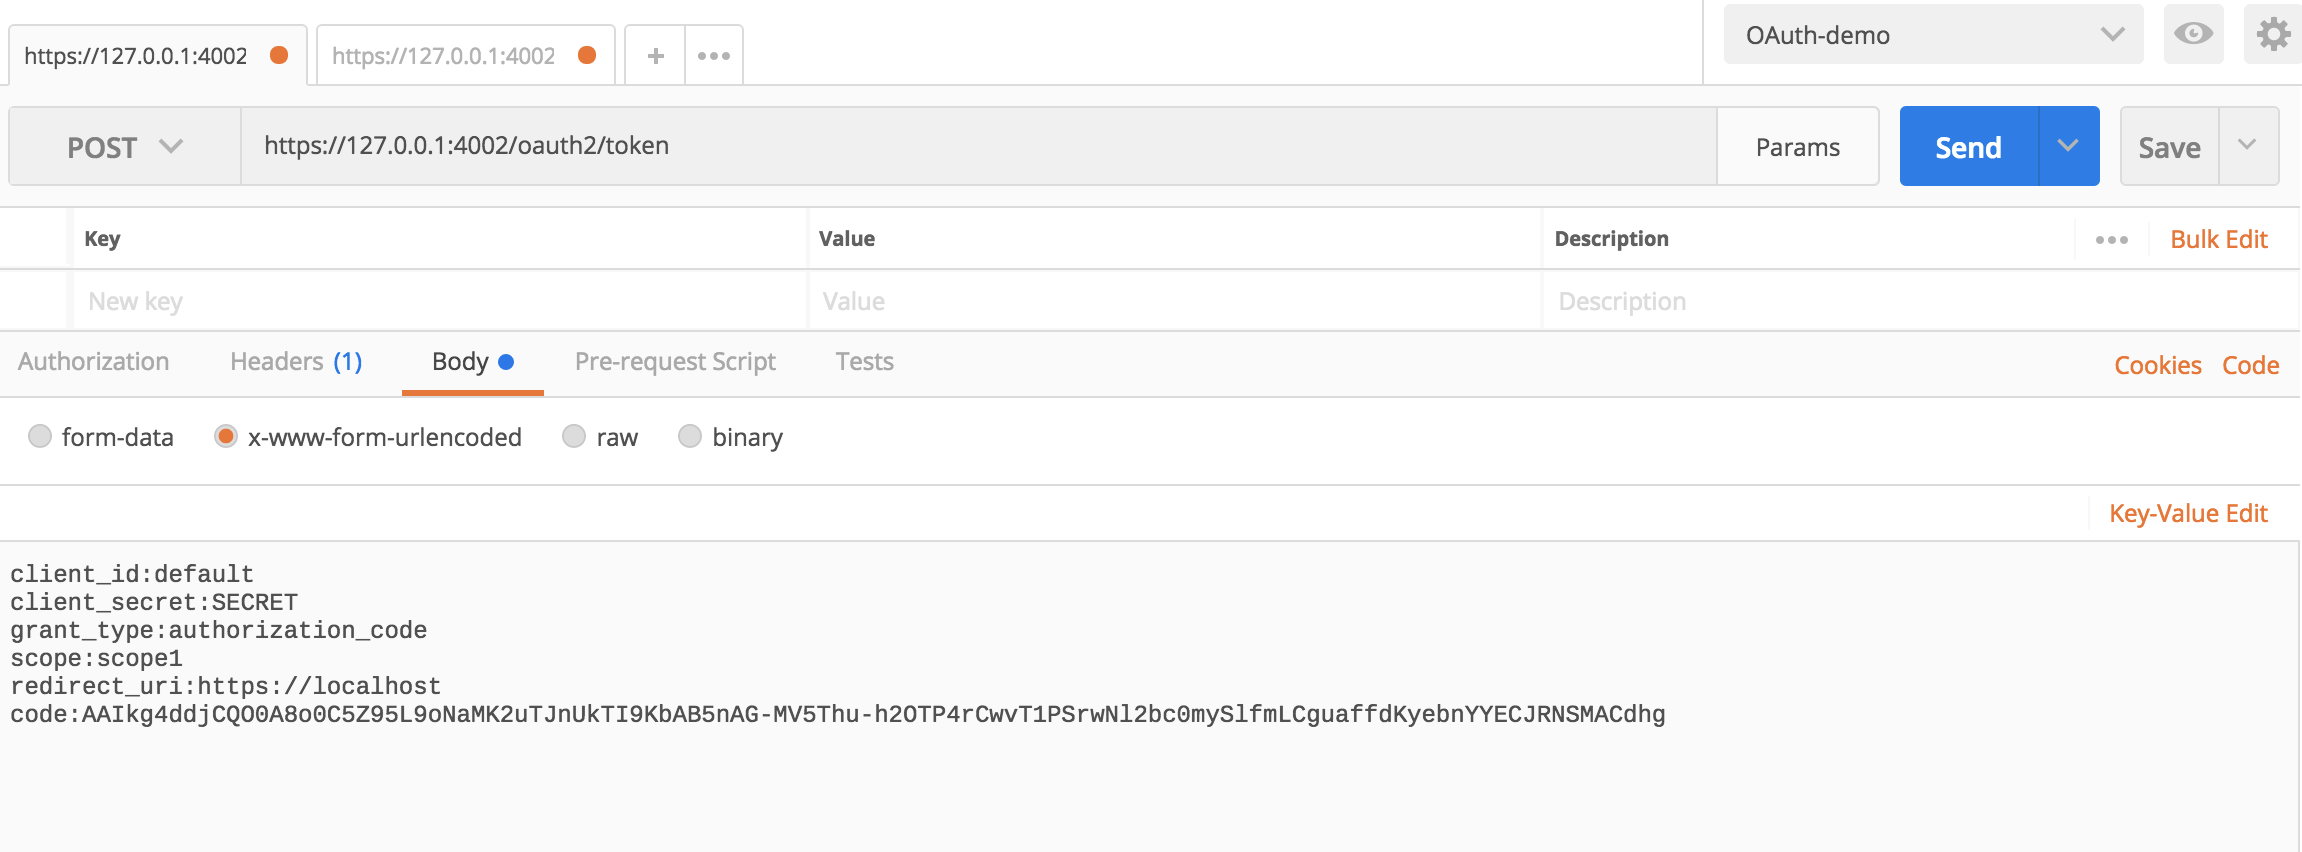 https://127.0.0.1:4002
https://127.0.0.1:4002
OAuth-demo
POST
https://127.0.0.1:4002/oauth2/token
Params
Send
Save
Key Value Description Bulk Edit
New key Value Description
Authorization Headers (1) Body Pre-request Script Tests Cookies Code
form-data x-www-form-urlencoded raw binary
Key-Value Edit
client_id:default
client_secret:SECRET
grant_type:authorization_code
scope:scope1
redirect_uri:https://localhost
code:AAIkg4ddjCQO0A8o0C5Z95L9oNaMK2uTJnUkTI9KbAB5nAG-MV5Thu-h2OTP4rCwvT1PSrwNl2bc0mySlfmLCguaffdKyebnYYECJRNSMACdhg